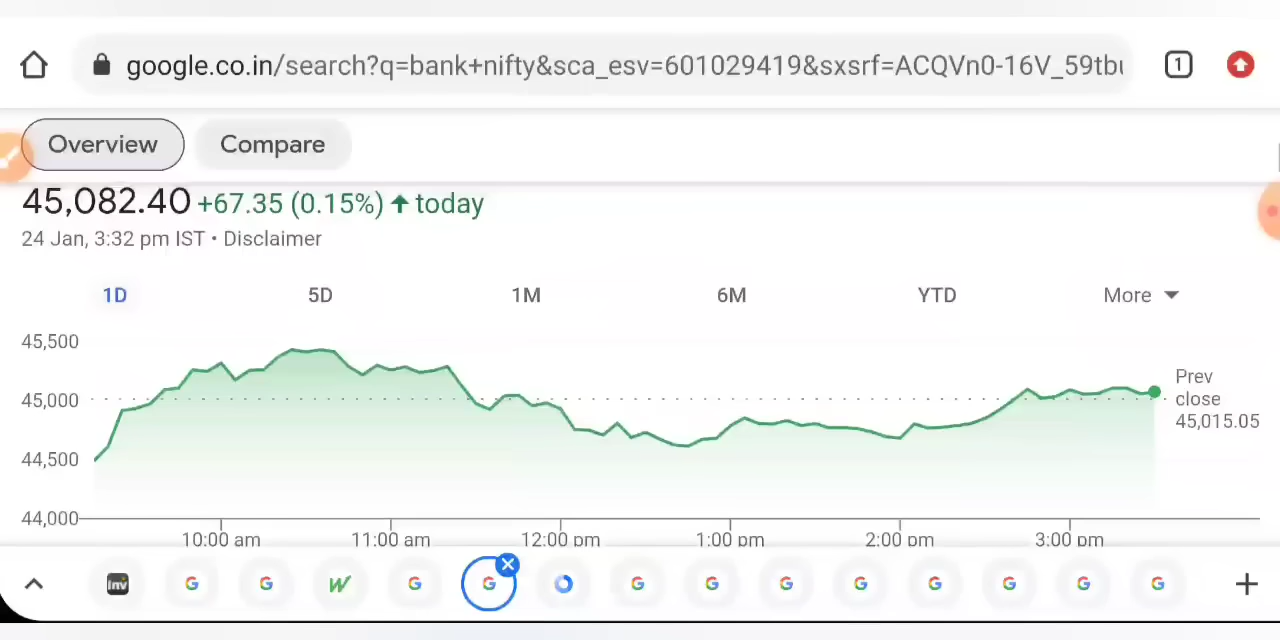 google.co.in/search?q=bank+nifty&sca_esv=601029419&sxsrf=ACQVn0-16V_59tb
1
Overview
Compare
45,082.40 +67.35 (0.15%) ↑ today
24 Jan, 3:32 pm IST • Disclaimer
1D 5D 1M 6M YTD More
45,500
45,000
44,500
44,000
Prev
close
45,015.05
10:00 am 11:00 am 12:00 pm 1:00 pm 2:00 pm 3:00 pm
Inv G G W G G G G G G G G G G